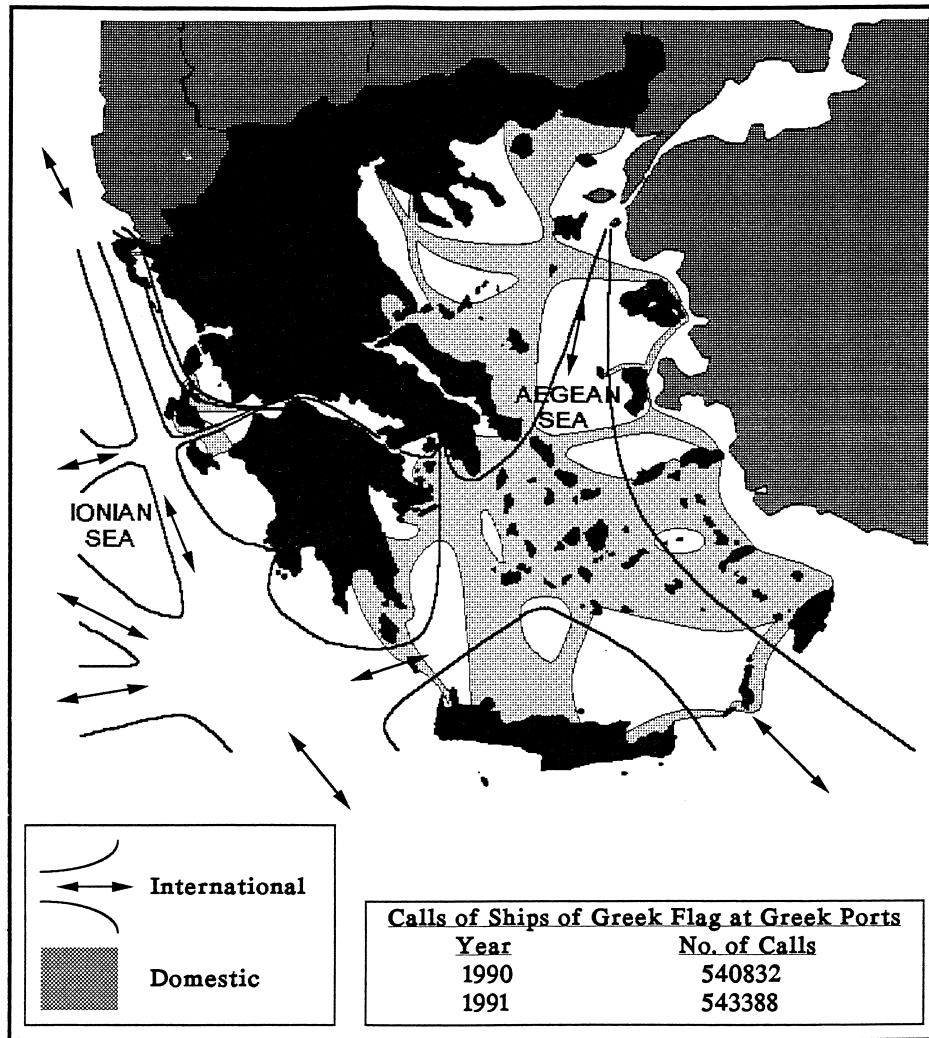 AEGEAN
SEA
IONIAN
SEA
International
Domestic
Calls of Ships of Greek Flag at Greek Ports
Year No. of Calls
1990 540832
1991 543388